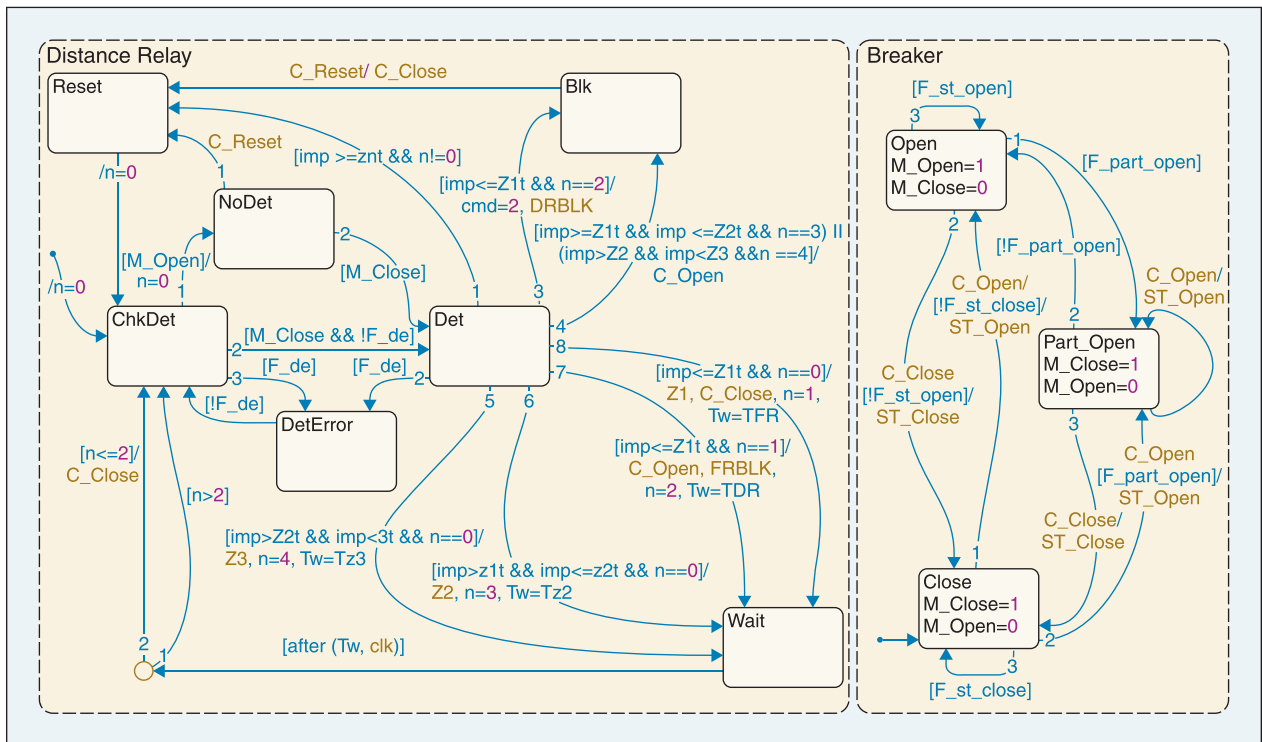 Distance Relay
Reset
C_Reset/ C_Close
Blk
/n=0
C_Reset
1
[imp >=znt && n!=0]
NoDet
2
[M_Open]/
n=0
1
[M_Close]
[imp<=Z1t && n==2]/
cmd=2, DRBLK
[imp>=Z1t && imp <=Z2t && n==3) II
(imp>Z2 && imp<Z3 &&n ==4]/
C_Open
/n=0
ChkDet
2
[M_Close && !F_de]
3
[F_de]
[!F_de]
DetError
[F_de]
2
Det
1
3
4
8
7
5
6
[imp<=Z1t && n==0]/
Z1, C_Close, n=1,
Tw=TFR
[imp<=Z1t && n==1]/
C_Open, FRBLK,
n=2, Tw=TDR
[n<=2]/
C_Close
[n>2]
[imp>Z2t && imp<3t && n==0]/
Z3, n=4, Tw=Tz3
[imp>z1t && imp<=z2t && n==0]/
Z2, n=3, Tw=Tz2
Wait
[after (Tw, clk)]
2
1
Breaker
[F_st_open]
3
Open
M_Open=1
M_Close=0
1
[F_part_open]
2
[!F_part_open]
C_Open/
[!F_st_close]/
ST_Open
C_Open/
ST_Open
2
Part_Open
M_Close=1
M_Open=0
3
C_Close
[!F_st_open]/
ST_Close
C_Open
[F_part_open]/
ST_Open
C_Close/
ST_Close
1
Close
M_Close=1
M_Open=0
2
3
[F_st_close]